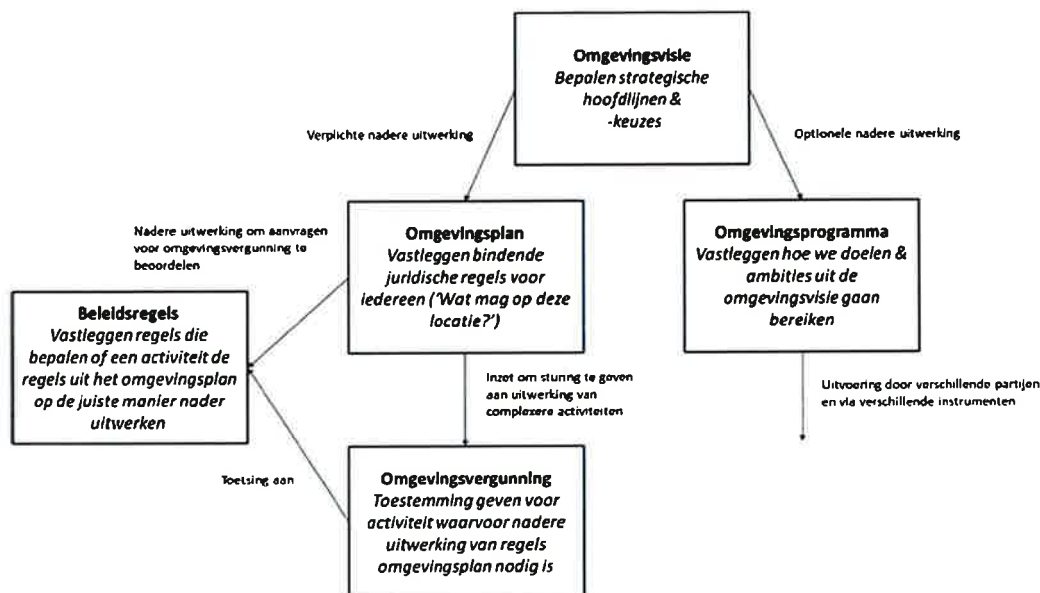 Omgevingsvisie
Bepalen strategische
hoofdlijnen &
-keuzes
Verplichte nadere uitwerking
Optionele nadere uitwerking
Nadere uitwerking om aanvragen
voor omgevingsvergunning te
beoordelen
Omgevingsplan
Vastleggen bindende
juridische regels voor
iedereen ('Wat mag op deze
locatie?')
Omgevingsprogramma
Vastleggen hoe we doelen &
ambities uit de
omgevingsvisie gaan
bereiken
Beleidsregels
Vastleggen regels die
bepalen of een activiteit de
regels uit het omgevingsplan
op de juiste manier nader
uitwerken
Inzet om sturing te geven
aan uitwerking van
complexere activiteiten
Uitvoering door verschillende partijen
en via verschillende instrumenten
Toetsing aan
Omgevingsvergunning
Toestemming geven voor
activiteit waarvoor nadere
uitwerking van regels
omgevingsplan nodig is